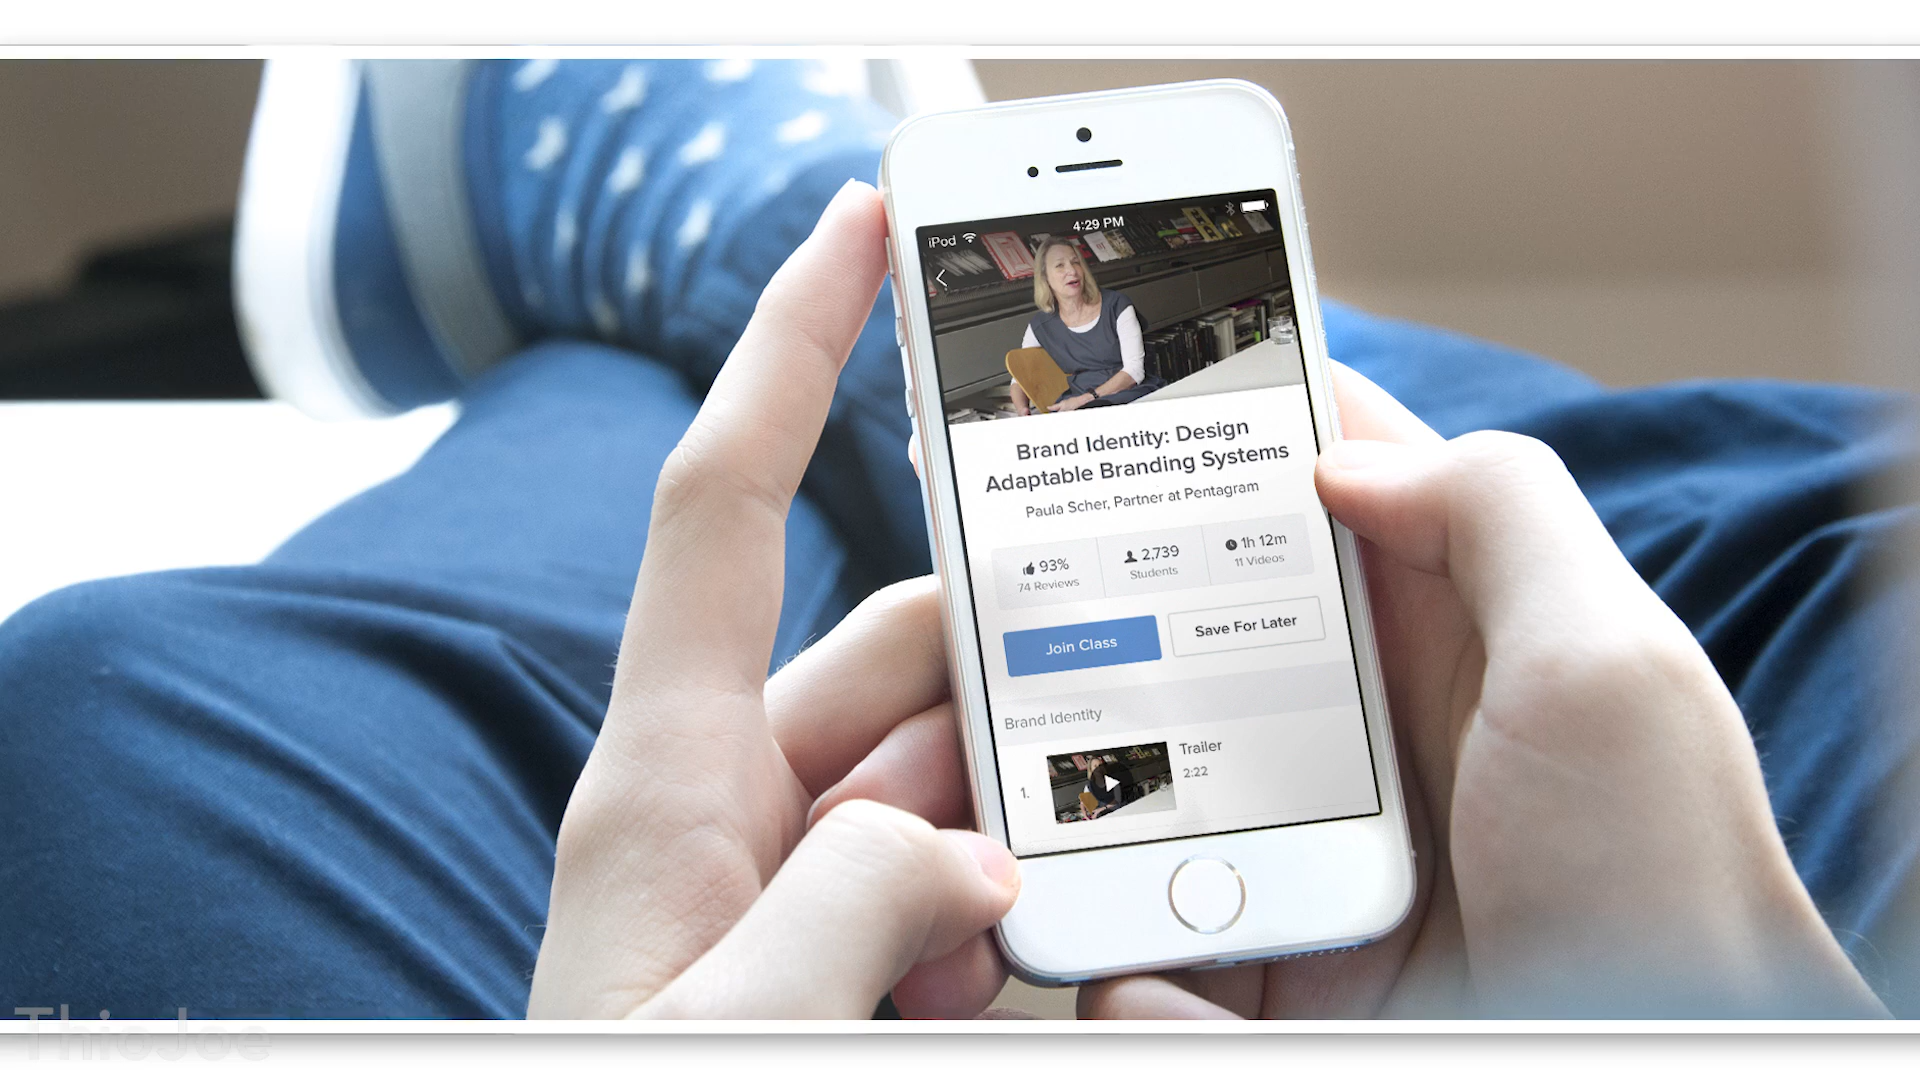 iPod
4:29 PM
Brand Identity: Design
Adaptable Branding Systems
Paula Scher, Partner at Pentagram
93%
74 Reviews
2,739
Students
1h 12m
11 Videos
Join Class
Save For Later
Brand Identity
1.
Trailer
2:22
ThioJoe